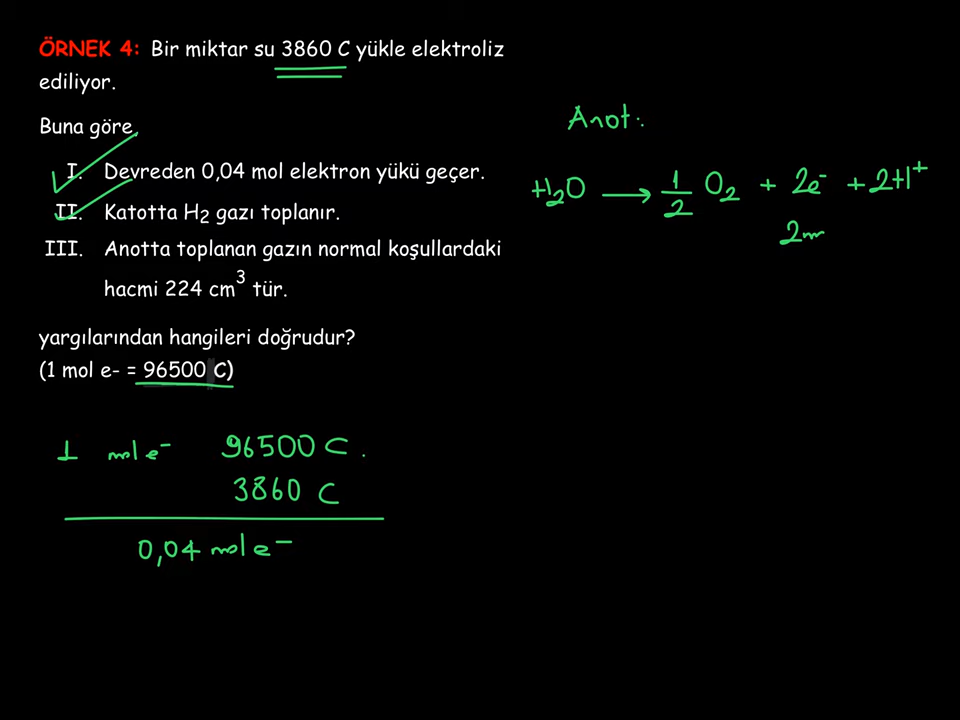 ÖRNEK 4: Bir miktar su 3860 C yükle elektroliz
ediliyor.
Buna göre,
I. Devreden 0,04 mol elektron yükü geçer.
II. Katotta H2 gazı toplanır.
III. Anotta toplanan gazın normal koşullardaki
hacmi 224 cm3 tür.
yargılarından hangileri doğrudur?
(1 mol e- = 96500 C)
1 mol e- 96500 C.
3860 C
0,04 mol e-
Anot:
H2O → 1/2 O2 + 2e- + 2H+
2m